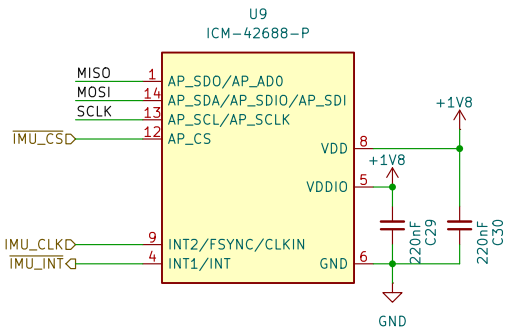 U9
ICM-42688-P
MISO
1
AP_SDO/AP_AD0
MOSI
14
AP_SDA/AP_SDIO/AP_SDI
SCLK
13
AP_SCL/AP_SCLK
IMU_CS
12
AP_CS
VDD
8
+1V8
VDDIO
5
+1V8
220nF
C29
220nF
C30
IMU_CLK
9
INT2/FSYNC/CLKIN
IMU_INT
4
INT1/INT
GND
6
GND